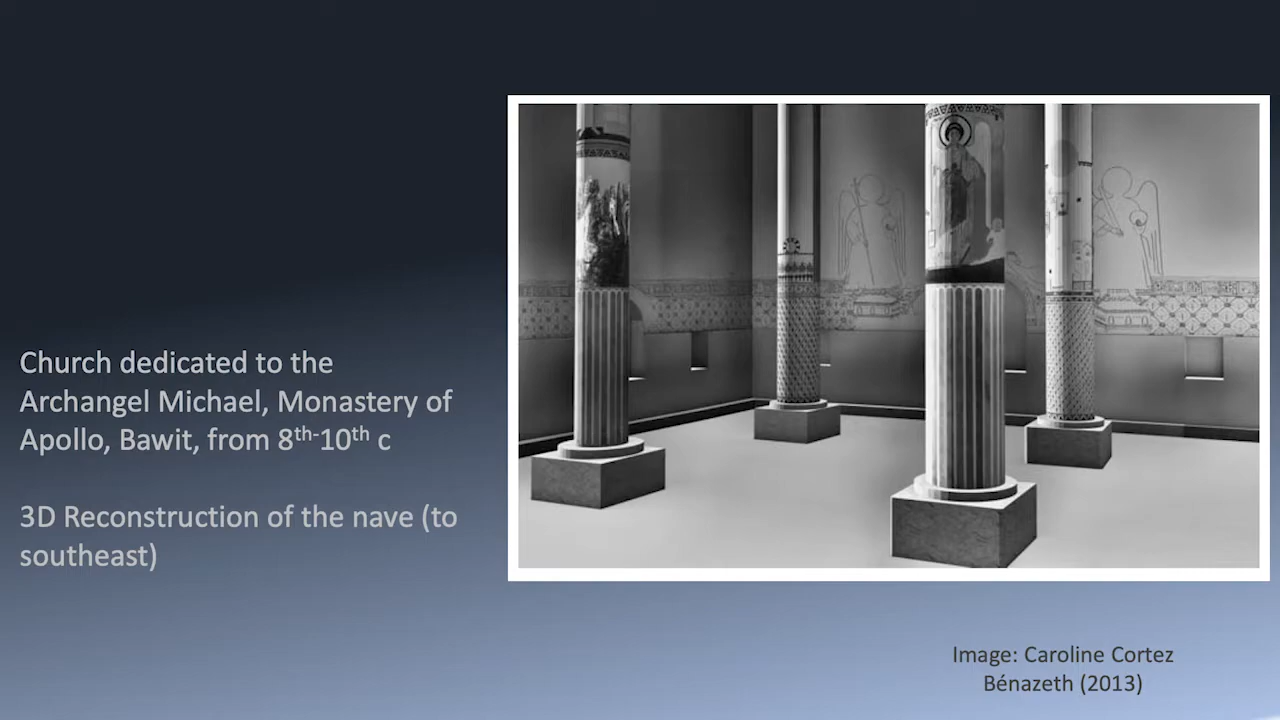 Church dedicated to the
Archangel Michael, Monastery of
Apollo, Bawit, from 8th-10th c
3D Reconstruction of the nave (to
southeast)
Image: Caroline Cortez
Bénazeth (2013)